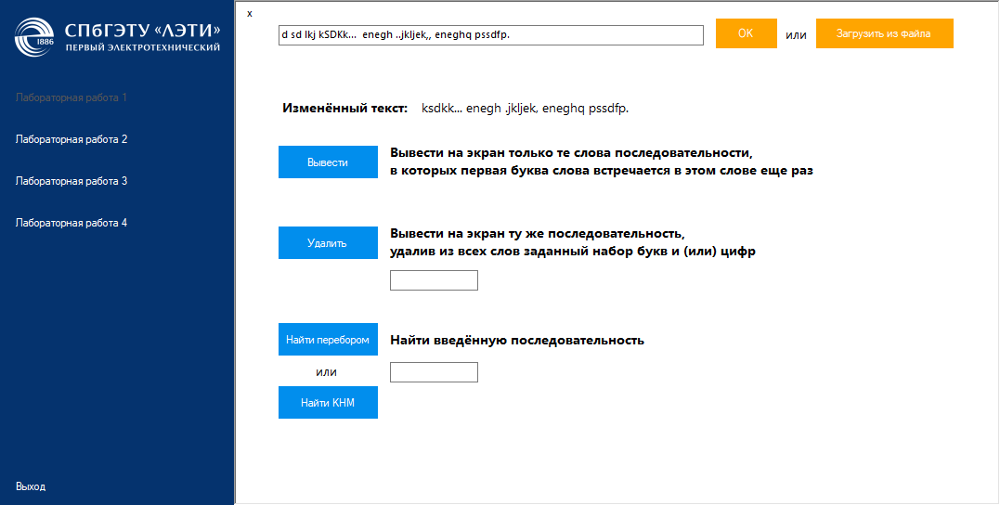 СПбГЭТУ «ЛЭТИ»
1886
ПЕРВЫЙ ЭЛЕКТРОТЕХНИЧЕСКИЙ
Лабораторная работа 1
Лабораторная работа 2
Лабораторная работа 3
Лабораторная работа 4
Выход
x
d sd lkj kSDKk...  enegh ..jkljek,, eneghq pssdfp.
OK
или
Загрузить из файла
Изменённый текст: ksdkk... enegh .jkljek, eneghq pssdfp.
Вывести
Вывести на экран только те слова последовательности,
в которых первая буква слова встречается в этом слове еще раз
Удалить
Вывести на экран ту же последовательность,
удалив из всех слов заданный набор букв и (или) цифр
Найти перебором
Найти введённую последовательность
или
Найти КНМ